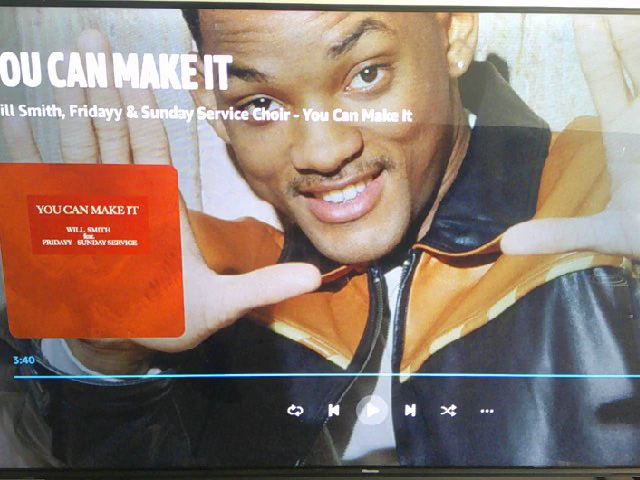 OU CAN MAKE IT
ill Smith, Fridayy & Sunday Service Choir - You Can Make It
YOU CAN MAKE IT
WILL SMITH
feat.
FRIDAYY SUNDAY SERVICE
3:40
Hisense